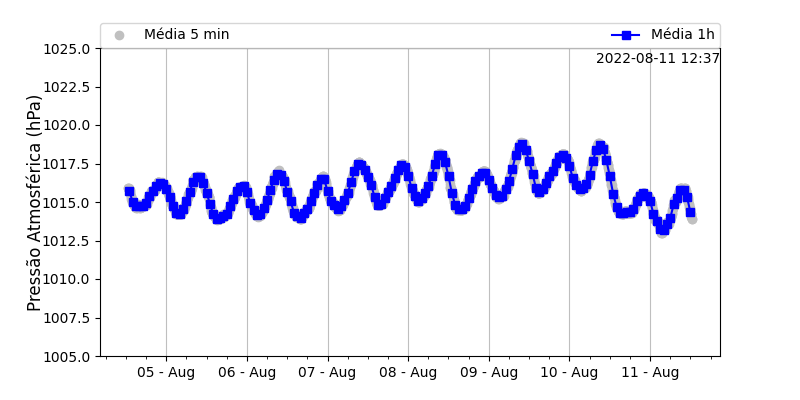 Média 5 min
Média 1h
2022-08-11 12:37
Pressão Atmosférica (hPa)
1025.0
1022.5
1020.0
1017.5
1015.0
1012.5
1010.0
1007.5
1005.0
05 - Aug
06 - Aug
07 - Aug
08 - Aug
09 - Aug
10 - Aug
11 - Aug